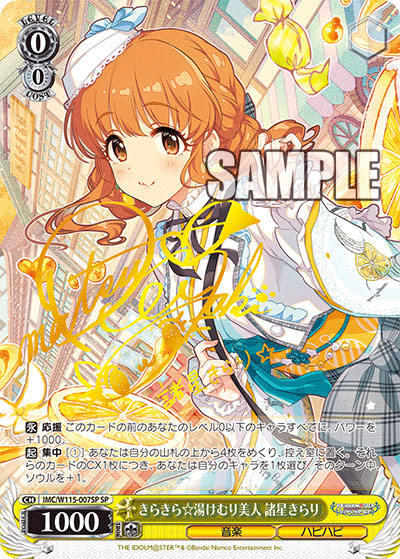 LEVEL
0
0
COST
SAMPLE
諸星きらり☆
永 応援 このカードの前のあなたのレベル0以下のキャラすべてに、パワーを
+1000。
起 集中 [①] あなたは自分の山札の上から4枚をめくり、控え室に置く。それ
らのカードのCX1枚につき、あなたは自分のキャラを1枚選び、そのターン中、
ソウルを+1。
CH IMC/W115-007SP SP
きらきら☆湯けむり美人 諸星きらり
1000
音楽
ハピハピ
THE IDOLM@STER™& ©Bandai Namco Entertainment Inc.